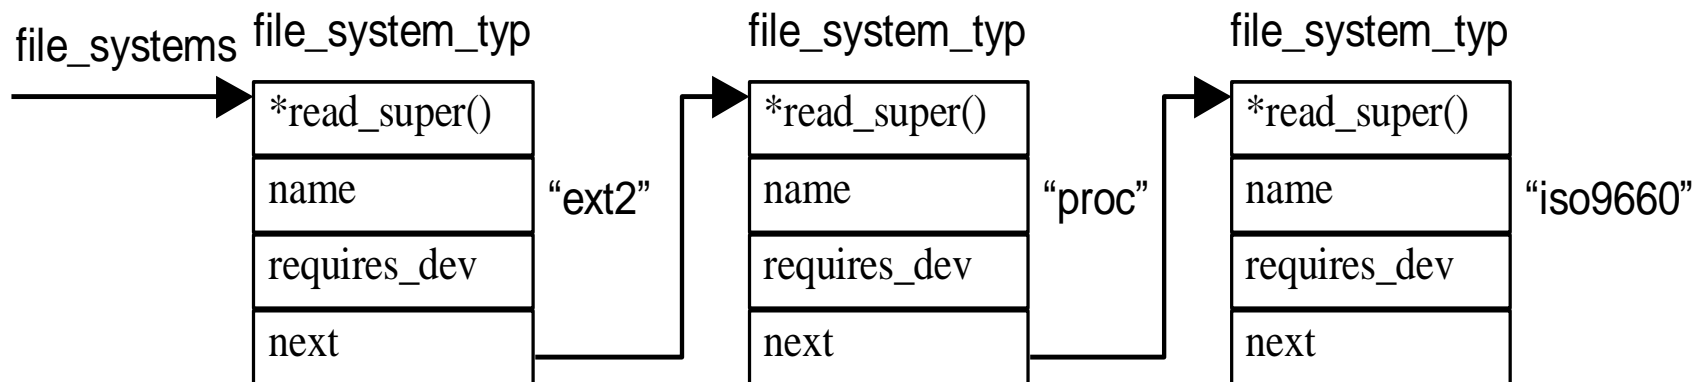 file_systems
file_system_typ
*read_super()
name
“ext2”
requires_dev
next
file_system_typ
*read_super()
name
“proc”
requires_dev
next
file_system_typ
*read_super()
name
“iso9660”
requires_dev
next